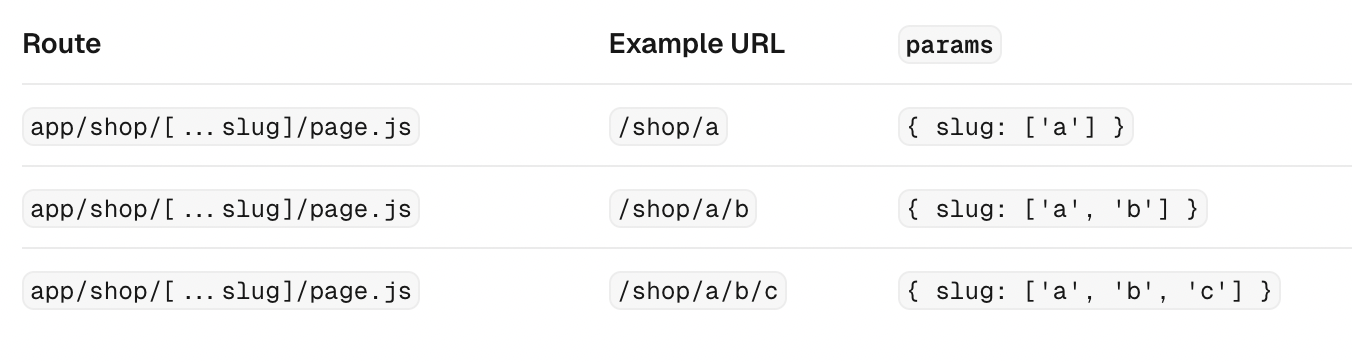 Route Example URL params
app/shop/[...slug]/page.js /shop/a { slug: ['a'] }
app/shop/[...slug]/page.js /shop/a/b { slug: ['a', 'b'] }
app/shop/[...slug]/page.js /shop/a/b/c { slug: ['a', 'b', 'c'] }